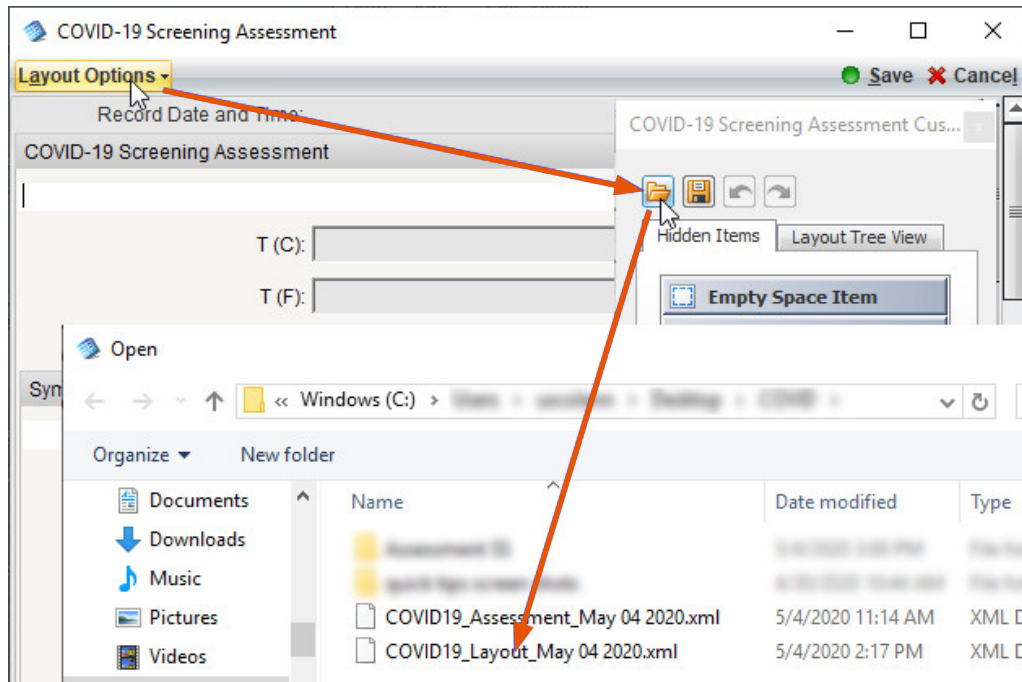 COVID-19 Screening Assessment
Layout Options
Save Cancel
Record Date and Time:
COVID-19 Screening Assessment Cus...
COVID-19 Screening Assessment
Hidden Items Layout Tree View
T (C):
T (F):
Empty Space Item
Open
Sym
« Windows (C:) >
Organize New folder
Documents
Name Date modified Type
Downloads
Music
Pictures
COVID19_Assessment_May 04 2020.xml 5/4/2020 11:14 AM XML D
Videos
COVID19_Layout_May 04 2020.xml 5/4/2020 2:17 PM XML D